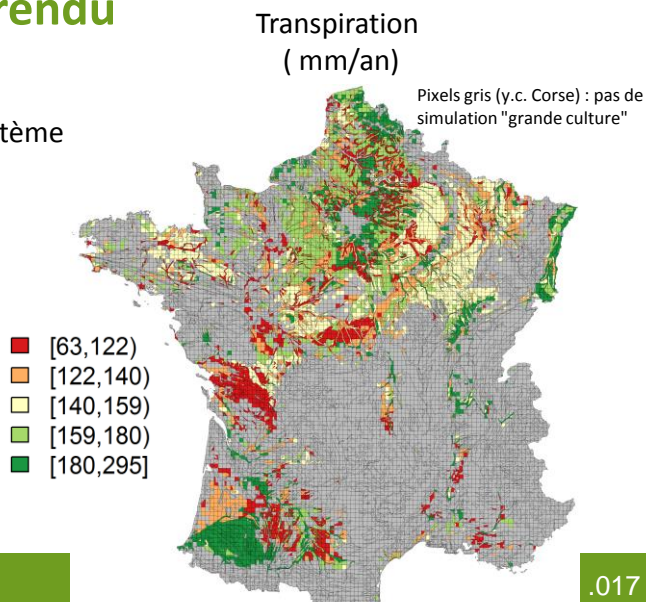 rendu
Transpiration
( mm/an)
Pixels gris (y.c. Corse) : pas de
simulation "grande culture"
tème
[63,122)
[122,140)
[140,159)
[159,180)
[180,295]
.017